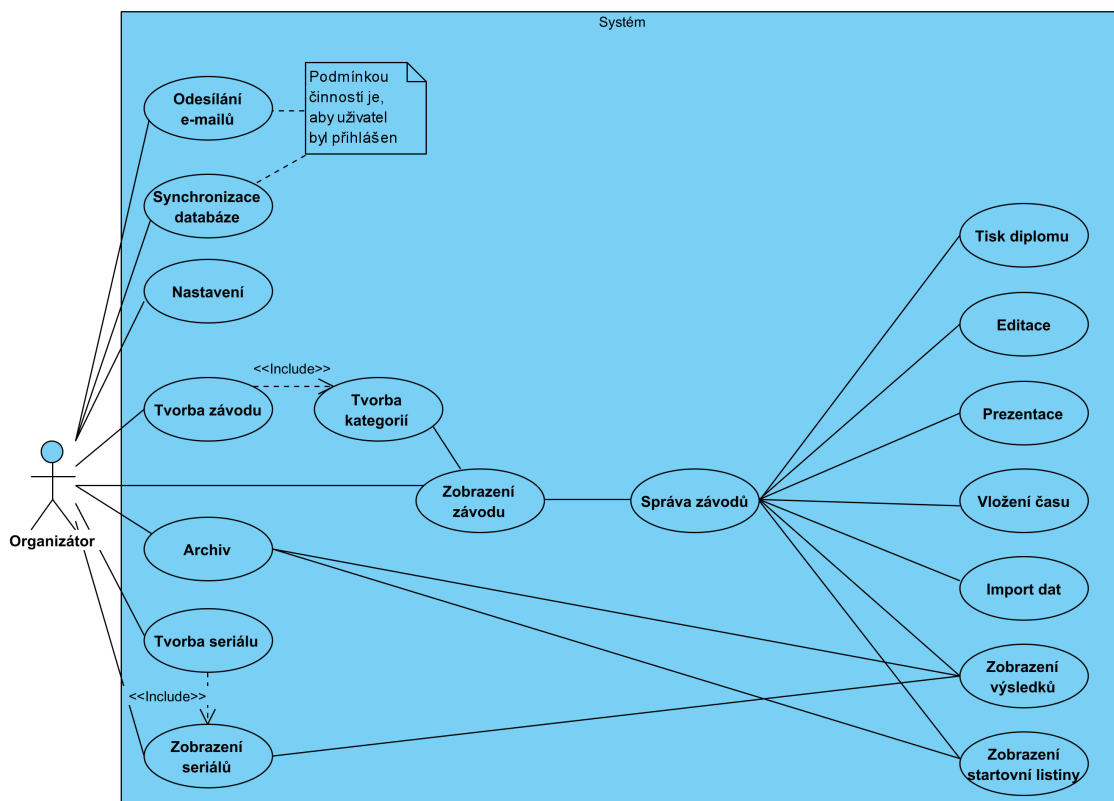 Systém
Odesílání
e-mailů
Podmínkou
činností je,
aby uživatel
byl přihlášen
Synchronizace
databáze
Nastavení
<<Include>>
Tvorba závodu
Tvorba
kategorií
Zobrazení
závodu
Správa závodů
Organizátor
Archiv
Tvorba seriálu
<<Include>>
Zobrazení
seriálů
Tisk diplomu
Editace
Prezentace
Vložení času
Import dat
Zobrazení
výsledků
Zobrazení
startovní listiny